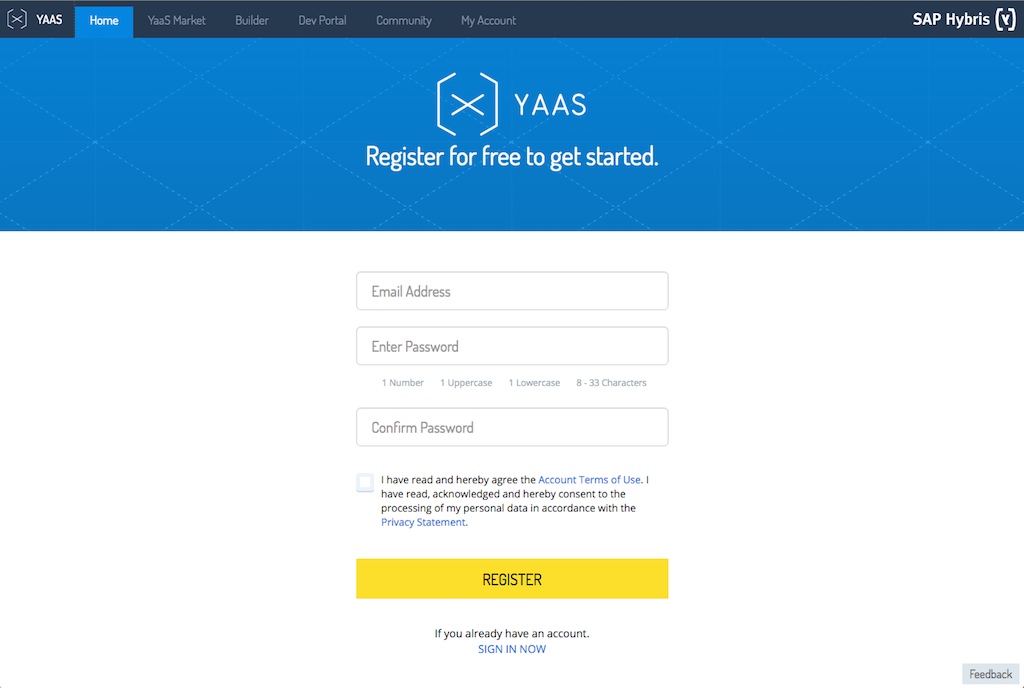 YAAS Home YaaS Market Builder Dev Portal Community My Account SAP Hybris (Y)
YAAS
Register for free to get started.
Email Address
Enter Password
1 Number 1 Uppercase 1 Lowercase 8 - 33 Characters
Confirm Password
I have read and hereby agree the Account Terms of Use. I
have read, acknowledged and hereby consent to the
processing of my personal data in accordance with the
Privacy Statement.
REGISTER
If you already have an account.
SIGN IN NOW
Feedback